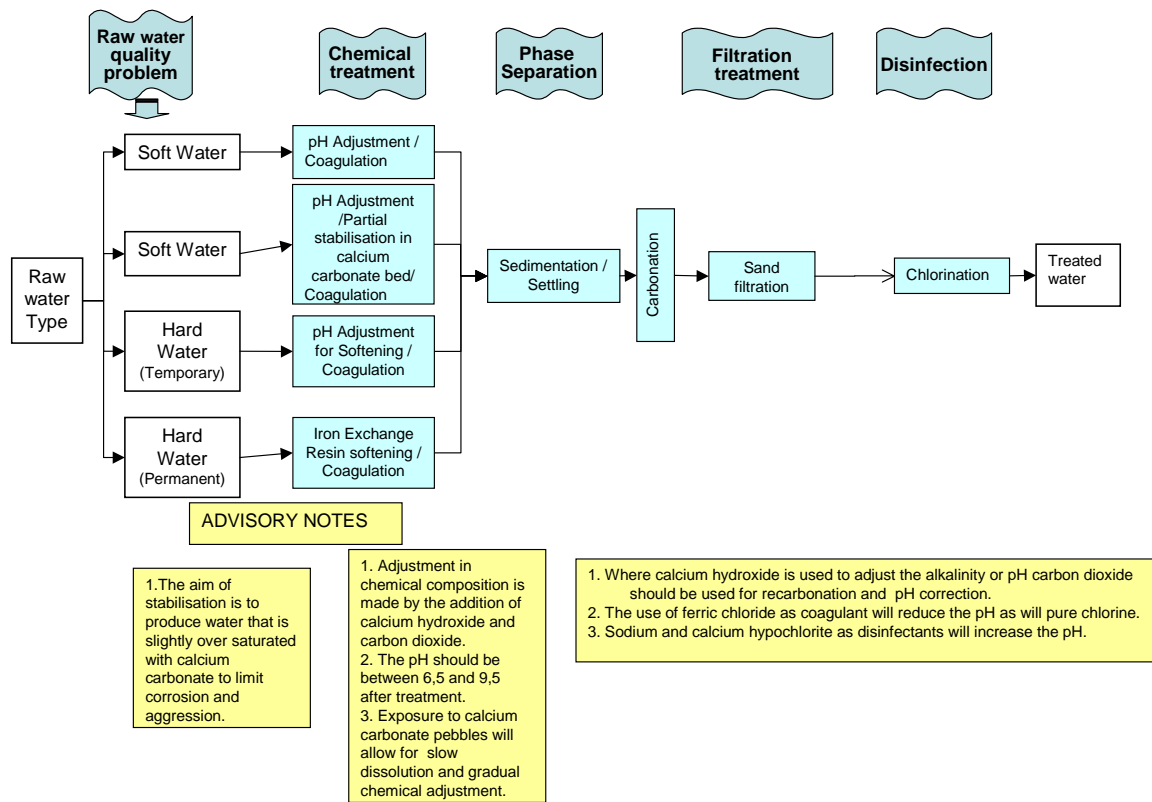 Raw water
quality
problem
Chemical
treatment
Phase
Separation
Filtration
treatment
Disinfection
Raw
water
Type
Soft Water
Soft Water
Hard
Water
(Temporary)
Hard
Water
(Permanent)
pH Adjustment /
Coagulation
pH Adjustment
/Partial
stabilisation in
calcium
carbonate bed/
Coagulation
pH Adjustment
for Softening /
Coagulation
Iron Exchange
Resin softening /
Coagulation
Sedimentation /
Settling
Carbonation
Sand
filtration
Chlorination
Treated
water
ADVISORY NOTES
1.The aim of
stabilisation is to
produce water that is
slightly over saturated
with calcium
carbonate to limit
corrosion and
aggression.
1. Adjustment in
chemical composition is
made by the addition of
calcium hydroxide and
carbon dioxide.
2. The pH should be
between 6,5 and 9,5
after treatment.
3. Exposure to calcium
carbonate pebbles will
allow for slow
dissolution and gradual
chemical adjustment.
1. Where calcium hydroxide is used to adjust the alkalinity or pH carbon dioxide
should be used for recarbonation and pH correction.
2. The use of ferric chloride as coagulant will reduce the pH as will pure chlorine.
3. Sodium and calcium hypochlorite as disinfectants will increase the pH.